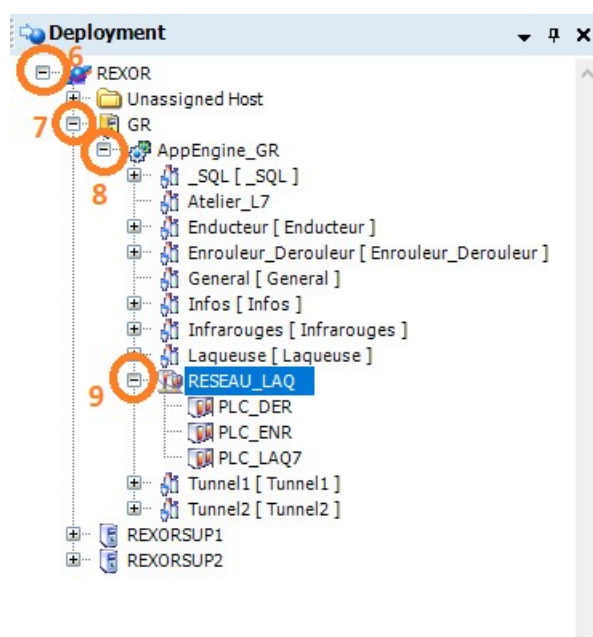 Deployment
6
REXOR
Unassigned Host
7
GR
8
AppEngine_GR
_SQL [ _SQL ]
Atelier_L7
Enducteur [ Enducteur ]
Enrouleur_Derouleur [ Enrouleur_Derouleur ]
General [ General ]
Infos [ Infos ]
Infrarouges [ Infrarouges ]
Laqueuse [ Laqueuse ]
9
RESEAU_LAQ
PLC_DER
PLC_ENR
PLC_LAQ7
Tunnel1 [ Tunnel1 ]
Tunnel2 [ Tunnel2 ]
REXORSUP1
REXORSUP2